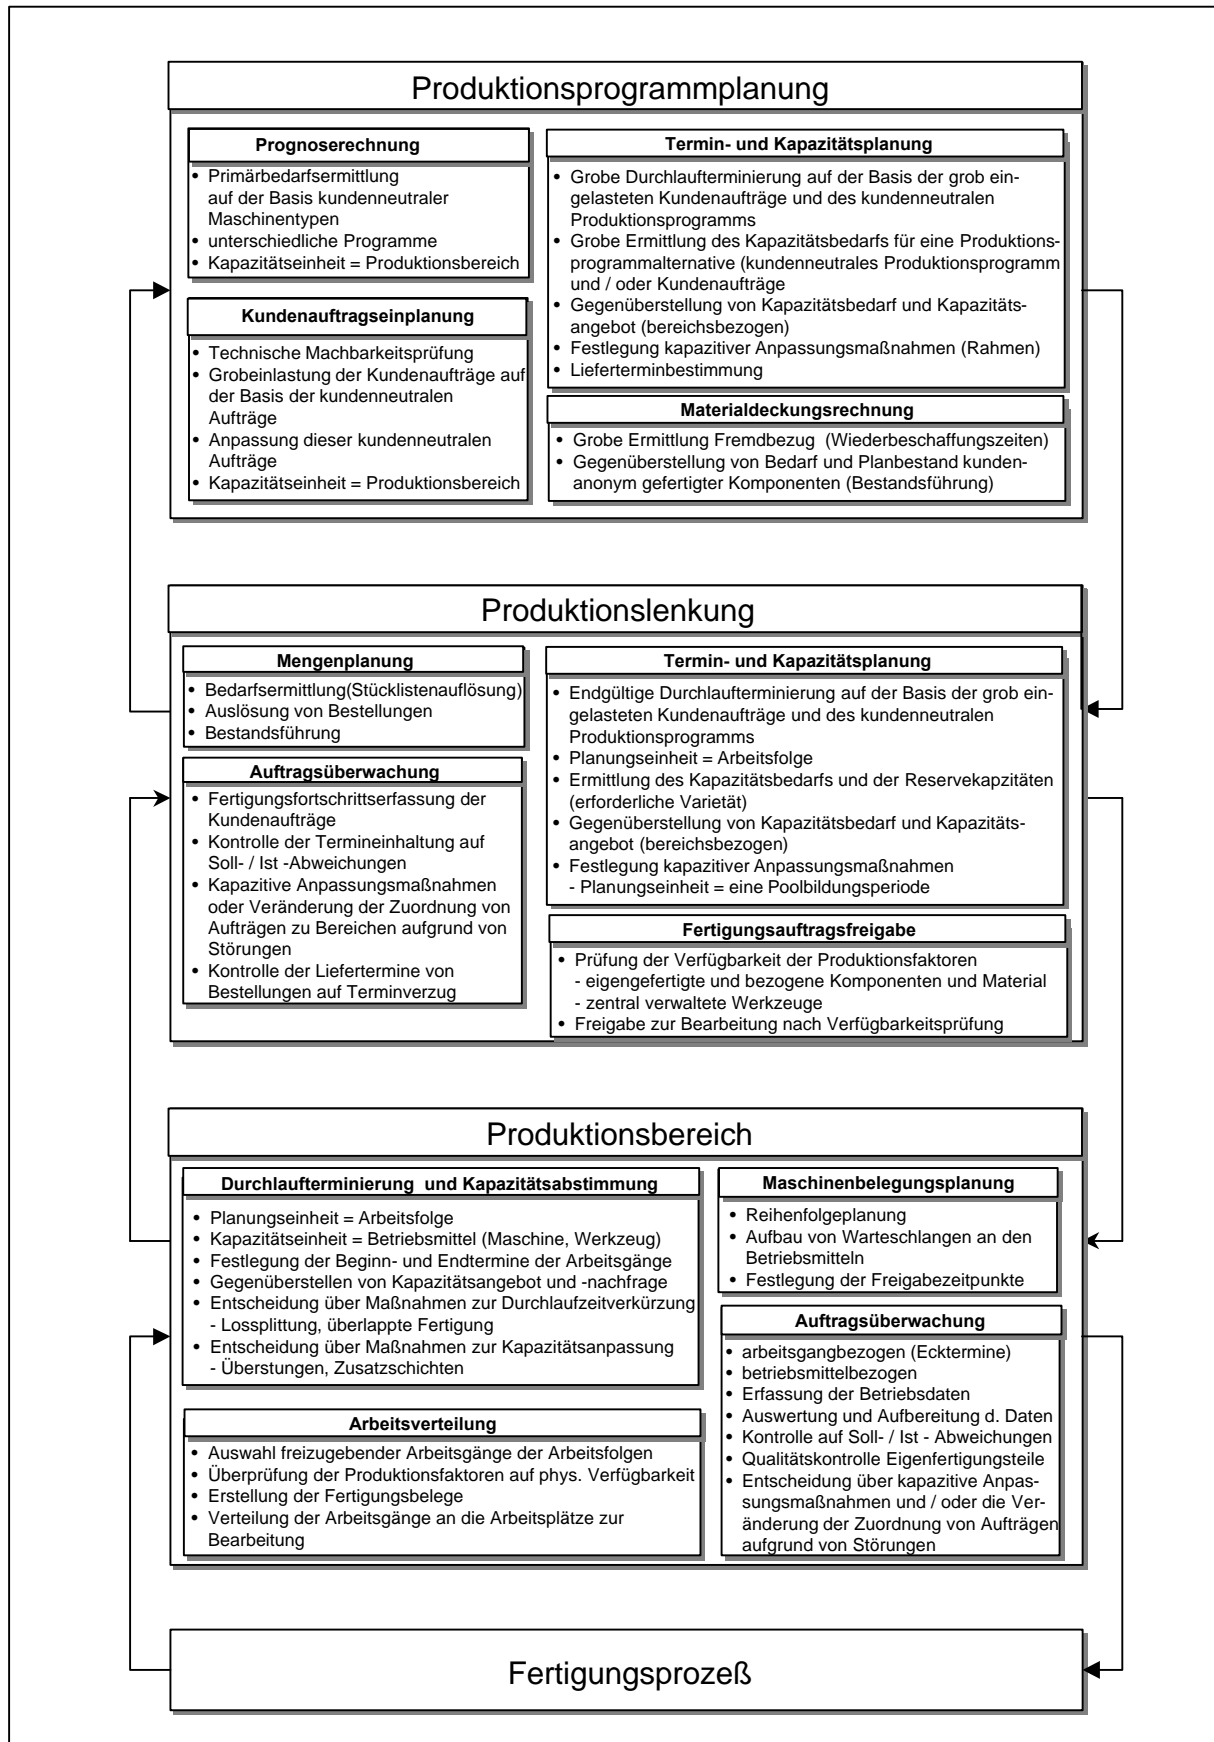 Produktionsprogrammplanung
Prognoserechnung
• Primärbedarfsermittlung
auf der Basis kundenneutraler
Maschinentypen
• unterschiedliche Programme
• Kapazitätseinheit = Produktionsbereich
Kundenauftragseinplanung
• Technische Machbarkeitsprüfung
• Grobeinlastung der Kundenaufträge auf
der Basis der kundenneutralen
Aufträge
• Anpassung dieser kundenneutralen
Aufträge
• Kapazitätseinheit = Produktionsbereich
Termin- und Kapazitätsplanung
• Grobe Durchlaufterminierung auf der Basis der grob ein-
gelasteten Kundenaufträge und des kundenneutralen
Produktionsprogramms
• Grobe Ermittlung des Kapazitätsbedarfs für eine Produktions-
programmalternative (kundenneutrales Produktionsprogramm
und / oder Kundenaufträge
• Gegenüberstellung von Kapazitätsbedarf und Kapazitäts-
angebot (bereichsbezogen)
• Festlegung kapazitiver Anpassungsmaßnahmen (Rahmen)
• Lieferterminbestimmung
Materialdeckungsrechnung
• Grobe Ermittlung Fremdbezug (Wiederbeschaffungszeiten)
• Gegenüberstellung von Bedarf und Planbestand kunden-
anonym gefertigter Komponenten (Bestandsführung)
Produktionslenkung
Mengenplanung
• Bedarfsermittlung(Stücklistenauflösung)
• Auslösung von Bestellungen
• Bestandsführung
Auftragsüberwachung
• Fertigungsfortschrittserfassung der
Kundenaufträge
• Kontrolle der Termineinhaltung auf
Soll- / Ist -Abweichungen
• Kapazitive Anpassungsmaßnahmen
oder Veränderung der Zuordnung von
Aufträgen zu Bereichen aufgrund von
Störungen
• Kontrolle der Liefertermine von
Bestellungen auf Terminverzug
Termin- und Kapazitätsplanung
• Endgültige Durchlaufterminierung auf der Basis der grob ein-
gelasteten Kundenaufträge und des kundenneutralen
Produktionsprogramms
• Planungseinheit = Arbeitsfolge
• Ermittlung des Kapazitätsbedarfs und der Reservekapzitäten
(erforderliche Varietät)
• Gegenüberstellung von Kapazitätsbedarf und Kapazitäts-
angebot (bereichsbezogen)
• Festlegung kapazitiver Anpassungsmaßnahmen
- Planungseinheit = eine Poolbildungsperiode
Fertigungsauftragsfreigabe
• Prüfung der Verfügbarkeit der Produktionsfaktoren
- eigengefertigte und bezogene Komponenten und Material
- zentral verwaltete Werkzeuge
• Freigabe zur Bearbeitung nach Verfügbarkeitsprüfung
Produktionsbereich
Durchlaufterminierung und Kapazitätsabstimmung
• Planungseinheit = Arbeitsfolge
• Kapazitätseinheit = Betriebsmittel (Maschine, Werkzeug)
• Festlegung der Beginn- und Endtermine der Arbeitsgänge
• Gegenüberstellen von Kapazitätsangebot und -nachfrage
• Entscheidung über Maßnahmen zur Durchlaufzeitverkürzung
- Lossplittung, überlappte Fertigung
• Entscheidung über Maßnahmen zur Kapazitätsanpassung
- Überstungen, Zusatzschichten
Arbeitsverteilung
• Auswahl freizugebender Arbeitsgänge der Arbeitsfolgen
• Überprüfung der Produktionsfaktoren auf phys. Verfügbarkeit
• Erstellung der Fertigungsbelege
• Verteilung der Arbeitsgänge an die Arbeitsplätze zur
Bearbeitung
Maschinenbelegungsplanung
• Reihenfolgeplanung
• Aufbau von Warteschlangen an den
Betriebsmitteln
• Festlegung der Freigabezeitpunkte
Auftragsüberwachung
• arbeitsgangbezogen (Ecktermine)
• betriebsmittelbezogen
• Erfassung der Betriebsdaten
• Auswertung und Aufbereitung d. Daten
• Kontrolle auf Soll- / Ist - Abweichungen
• Qualitätskontrolle Eigenfertigungsteile
• Entscheidung über kapazitive Anpas-
sungsmaßnahmen und / oder die Ver-
änderung der Zuordnung von Aufträgen
aufgrund von Störungen
Fertigungsprozeß